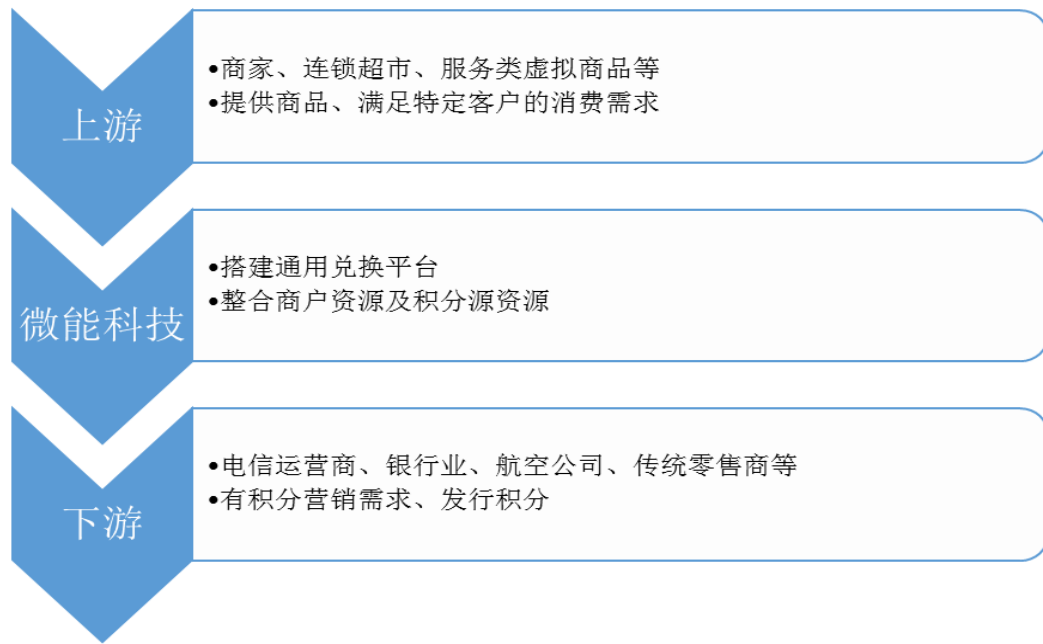 上游
•商家、连锁超市、服务类虚拟商品等
•提供商品、满足特定客户的消费需求
微能科技
•搭建通用兑换平台
•整合商户资源及积分源资源
下游
•电信运营商、银行业、航空公司、传统零售商等
•有积分营销需求、发行积分